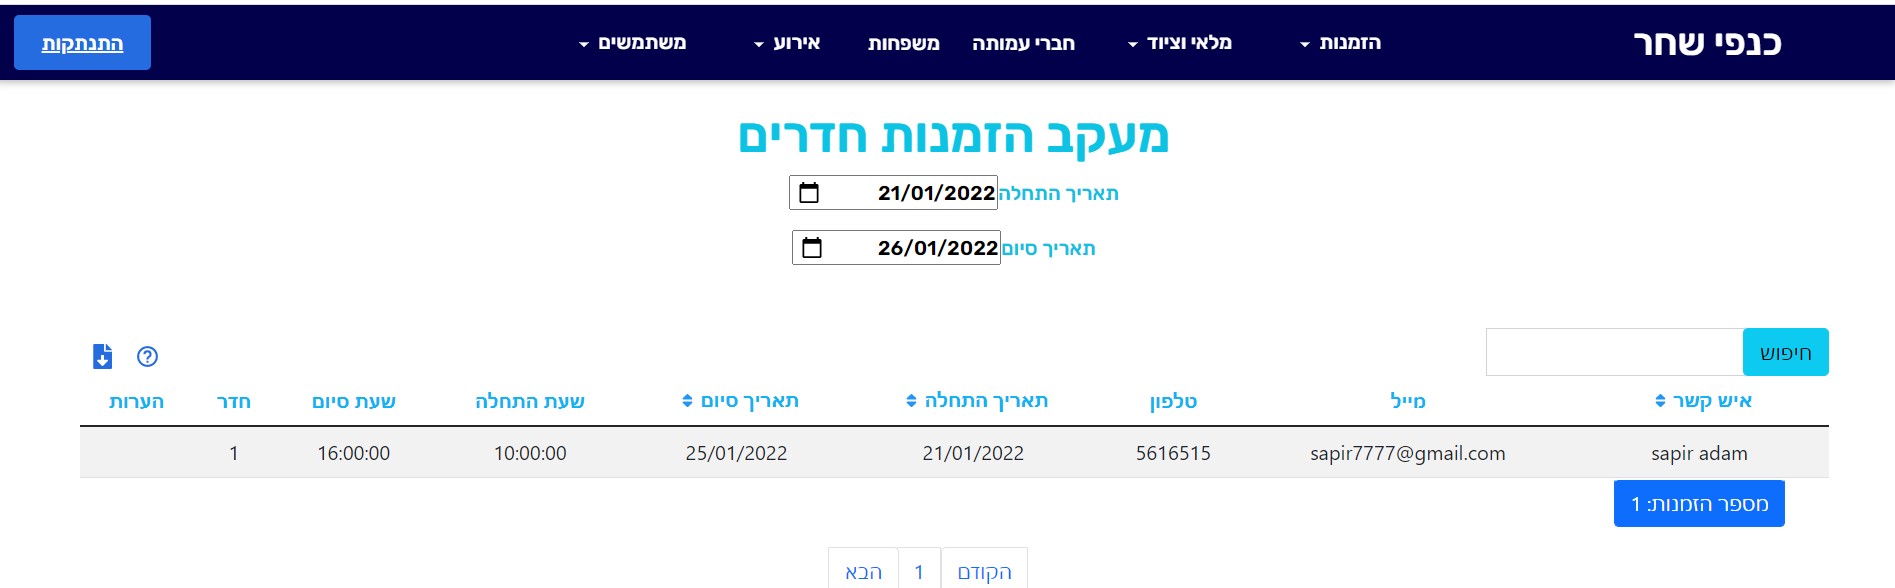 כנפי שחר הזמנות מלאי וציוד חברי עמותה משפחות אירוע משתמשים התנתקות
מעקב הזמנות חדרים
תאריך התחלה 21/01/2022
תאריך סיום 26/01/2022
חיפוש
איש קשר מייל טלפון תאריך התחלה תאריך סיום שעת התחלה שעת סיום חדר הערות
sapir adam sapir7777@gmail.com 5616515 21/01/2022 25/01/2022 10:00:00 16:00:00 1
מספר הזמנות: 1
הקודם 1 הבא